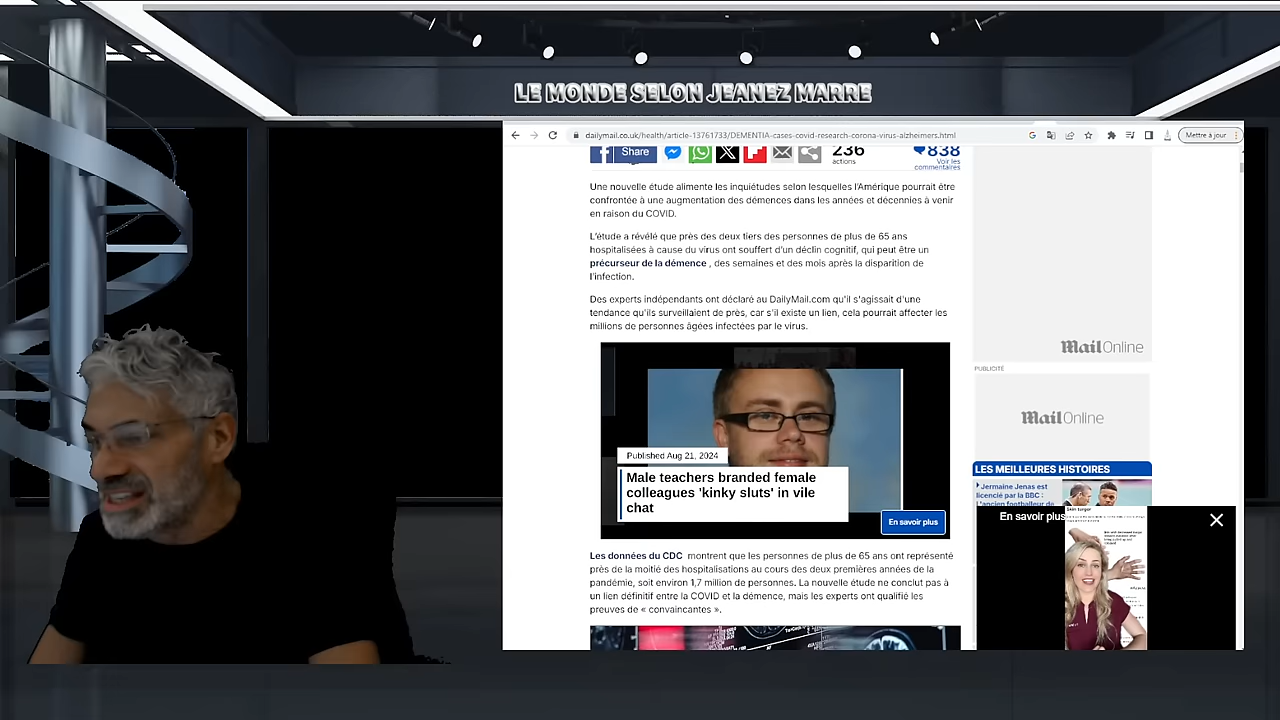 LE MONDE SELON JEANEZ MARRE
dailymail.co.uk/health/article-13761733/DEMENTIA-cases-covid-research-corona-virus-alzheimers.html
Mettre à jour
Share
236
actions
838
Voir les
commentaires
Une nouvelle étude alimente les inquiétudes selon lesquelles l'Amérique pourrait être
confrontée à une augmentation des démences dans les années et décennies à venir
en raison du COVID.
L'étude a révélé que près des deux tiers des personnes de plus de 65 ans
hospitalisées à cause du virus ont souffert d'un déclin cognitif, qui peut être un
précurseur de la démence , des semaines et des mois après la disparition de
l'infection.
Des experts indépendants ont déclaré au DailyMail.com qu'il s'agissait d'une
tendance qu'ils surveillaient de près, car s'il existe un lien, cela pourrait affecter les
millions de personnes âgées infectées par le virus.
Published Aug 21, 2024
Male teachers branded female
colleagues 'kinky sluts' in vile
chat
En savoir plus
Les données du CDC montrent que les personnes de plus de 65 ans ont représenté
près de la moitié des hospitalisations au cours des deux premières années de la
pandémie, soit environ 1,7 million de personnes. La nouvelle étude ne conclut pas à
un lien définitif entre la COVID et la démence, mais les experts ont qualifié les
preuves de « convaincantes ».
Mail Online
PUBLICITÉ
Mail Online
LES MEILLEURES HISTOIRES
Jermaine Jenas est
licencié par la BBC :
L'ancien footballeur de
En savoir plus